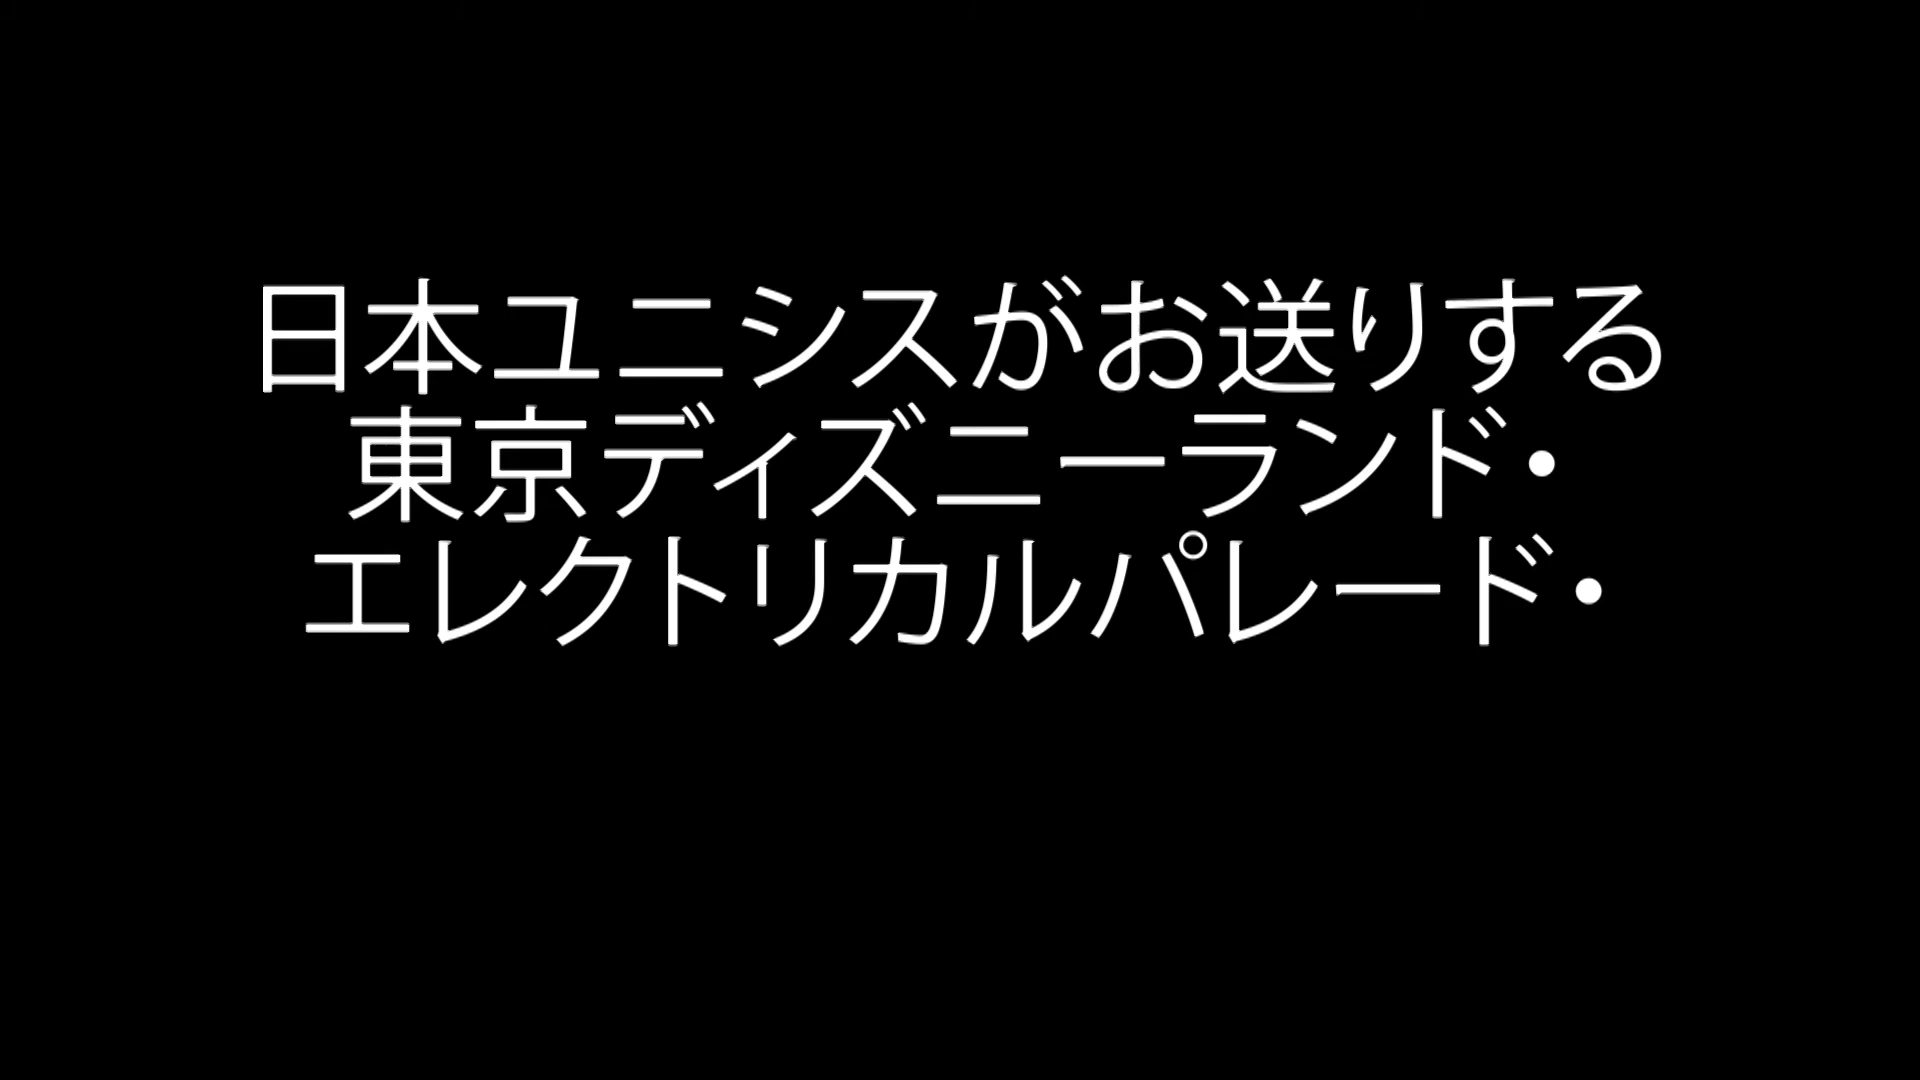 日本ユニシスがお送りする
東京ディズニーランド・
エレクトリカルパレード・